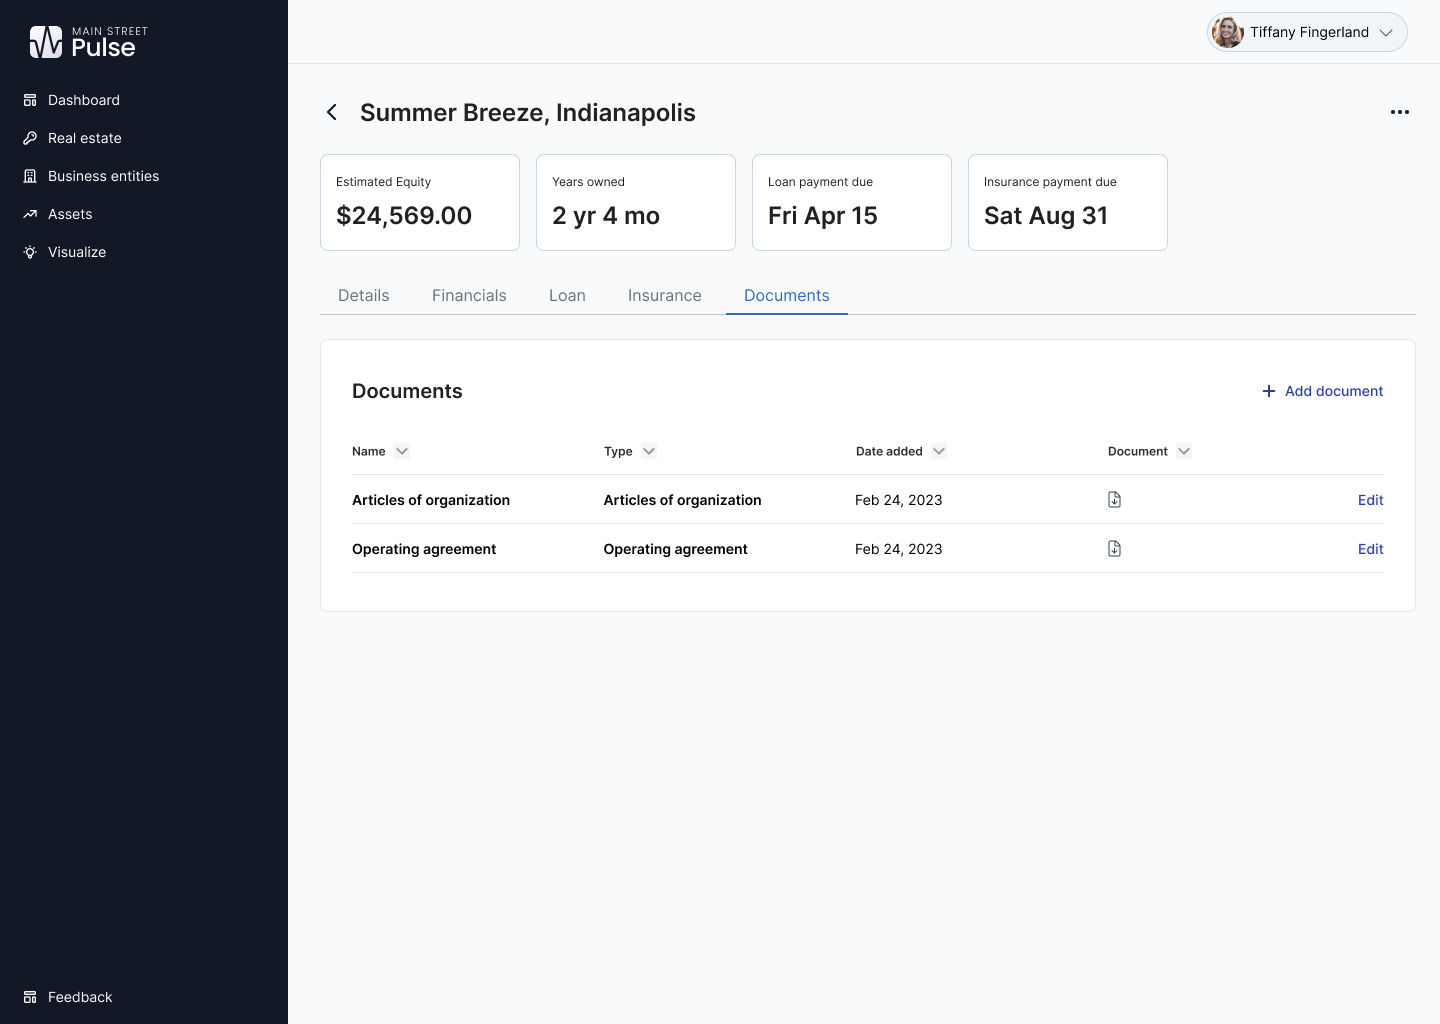 MAIN STREET
Pulse
Tiffany Fingerland
Dashboard
Real estate
Business entities
Assets
Visualize
Feedback
Summer Breeze, Indianapolis
Estimated Equity
$24,569.00
Years owned
2 yr 4 mo
Loan payment due
Fri Apr 15
Insurance payment due
Sat Aug 31
Details Financials Loan Insurance Documents
Documents
Add document
Name Type Date added Document
Articles of organization Articles of organization Feb 24, 2023 Edit
Operating agreement Operating agreement Feb 24, 2023 Edit